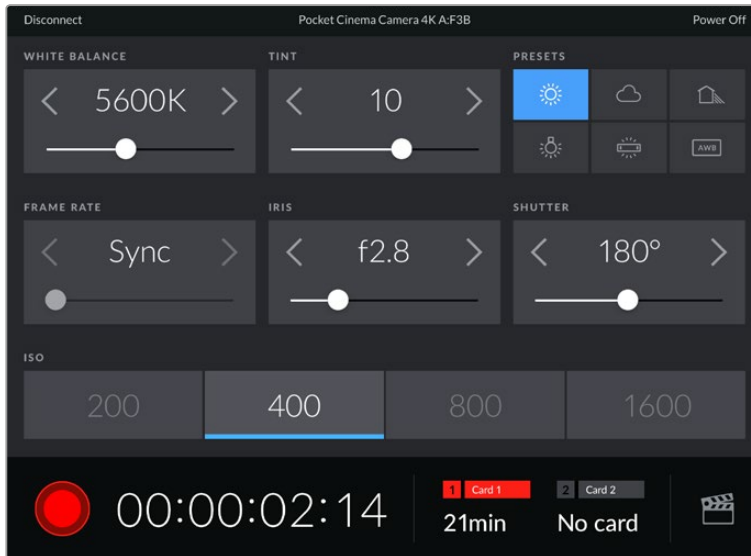 Disconnect Pocket Cinema Camera 4K A:F3B Power Off
WHITE BALANCE TINT PRESETS
5600K 10
AWB
FRAME RATE IRIS SHUTTER
Sync f2.8 180°
ISO
200 400 800 1600
1 Card 1 2 Card 2
00:00:02:14 21min No card